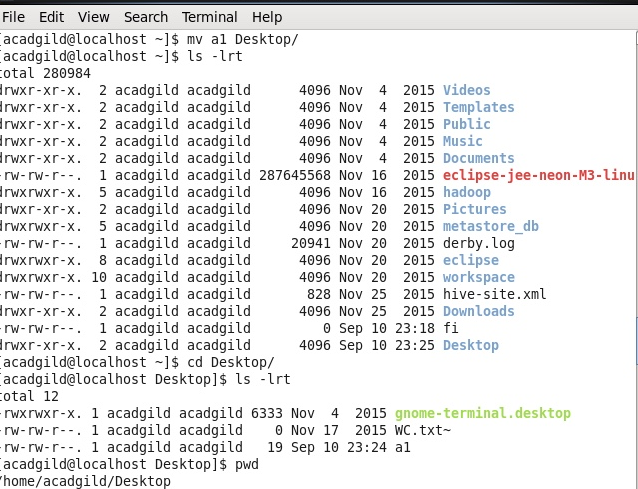 File Edit View Search Terminal Help
[acadgild@localhost ~]$ mv a1 Desktop/
[acadgild@localhost ~]$ ls -lrt
total 280984
drwxr-xr-x. 2 acadgild acadgild 4096 Nov 4 2015 Videos
drwxr-xr-x. 2 acadgild acadgild 4096 Nov 4 2015 Templates
drwxr-xr-x. 2 acadgild acadgild 4096 Nov 4 2015 Public
drwxr-xr-x. 2 acadgild acadgild 4096 Nov 4 2015 Music
drwxr-xr-x. 2 acadgild acadgild 4096 Nov 4 2015 Documents
-rw-rw-r--. 1 acadgild acadgild 287645568 Nov 16 2015 eclipse-jee-neon-M3-linu
drwxrwxr-x. 5 acadgild acadgild 4096 Nov 16 2015 hadoop
drwxr-xr-x. 2 acadgild acadgild 4096 Nov 20 2015 Pictures
drwxrwxr-x. 5 acadgild acadgild 4096 Nov 20 2015 metastore_db
-rw-rw-r--. 1 acadgild acadgild 20941 Nov 20 2015 derby.log
drwxrwxr-x. 8 acadgild acadgild 4096 Nov 20 2015 eclipse
drwxrwxr-x. 10 acadgild acadgild 4096 Nov 20 2015 workspace
-rw-rw-r--. 1 acadgild acadgild 828 Nov 25 2015 hive-site.xml
drwxr-xr-x. 2 acadgild acadgild 4096 Nov 25 2015 Downloads
-rw-rw-r--. 1 acadgild acadgild 0 Sep 10 23:18 fi
drwxr-xr-x. 2 acadgild acadgild 4096 Sep 10 23:25 Desktop
[acadgild@localhost ~]$ cd Desktop/
[acadgild@localhost Desktop]$ ls -lrt
total 12
-rwxrwxr-x. 1 acadgild acadgild 6333 Nov 4 2015 gnome-terminal.desktop
-rw-rw-r--. 1 acadgild acadgild 0 Nov 17 2015 WC.txt~
-rw-rw-r--. 1 acadgild acadgild 19 Sep 10 23:24 a1
[acadgild@localhost Desktop]$ pwd
/home/acadgild/Desktop